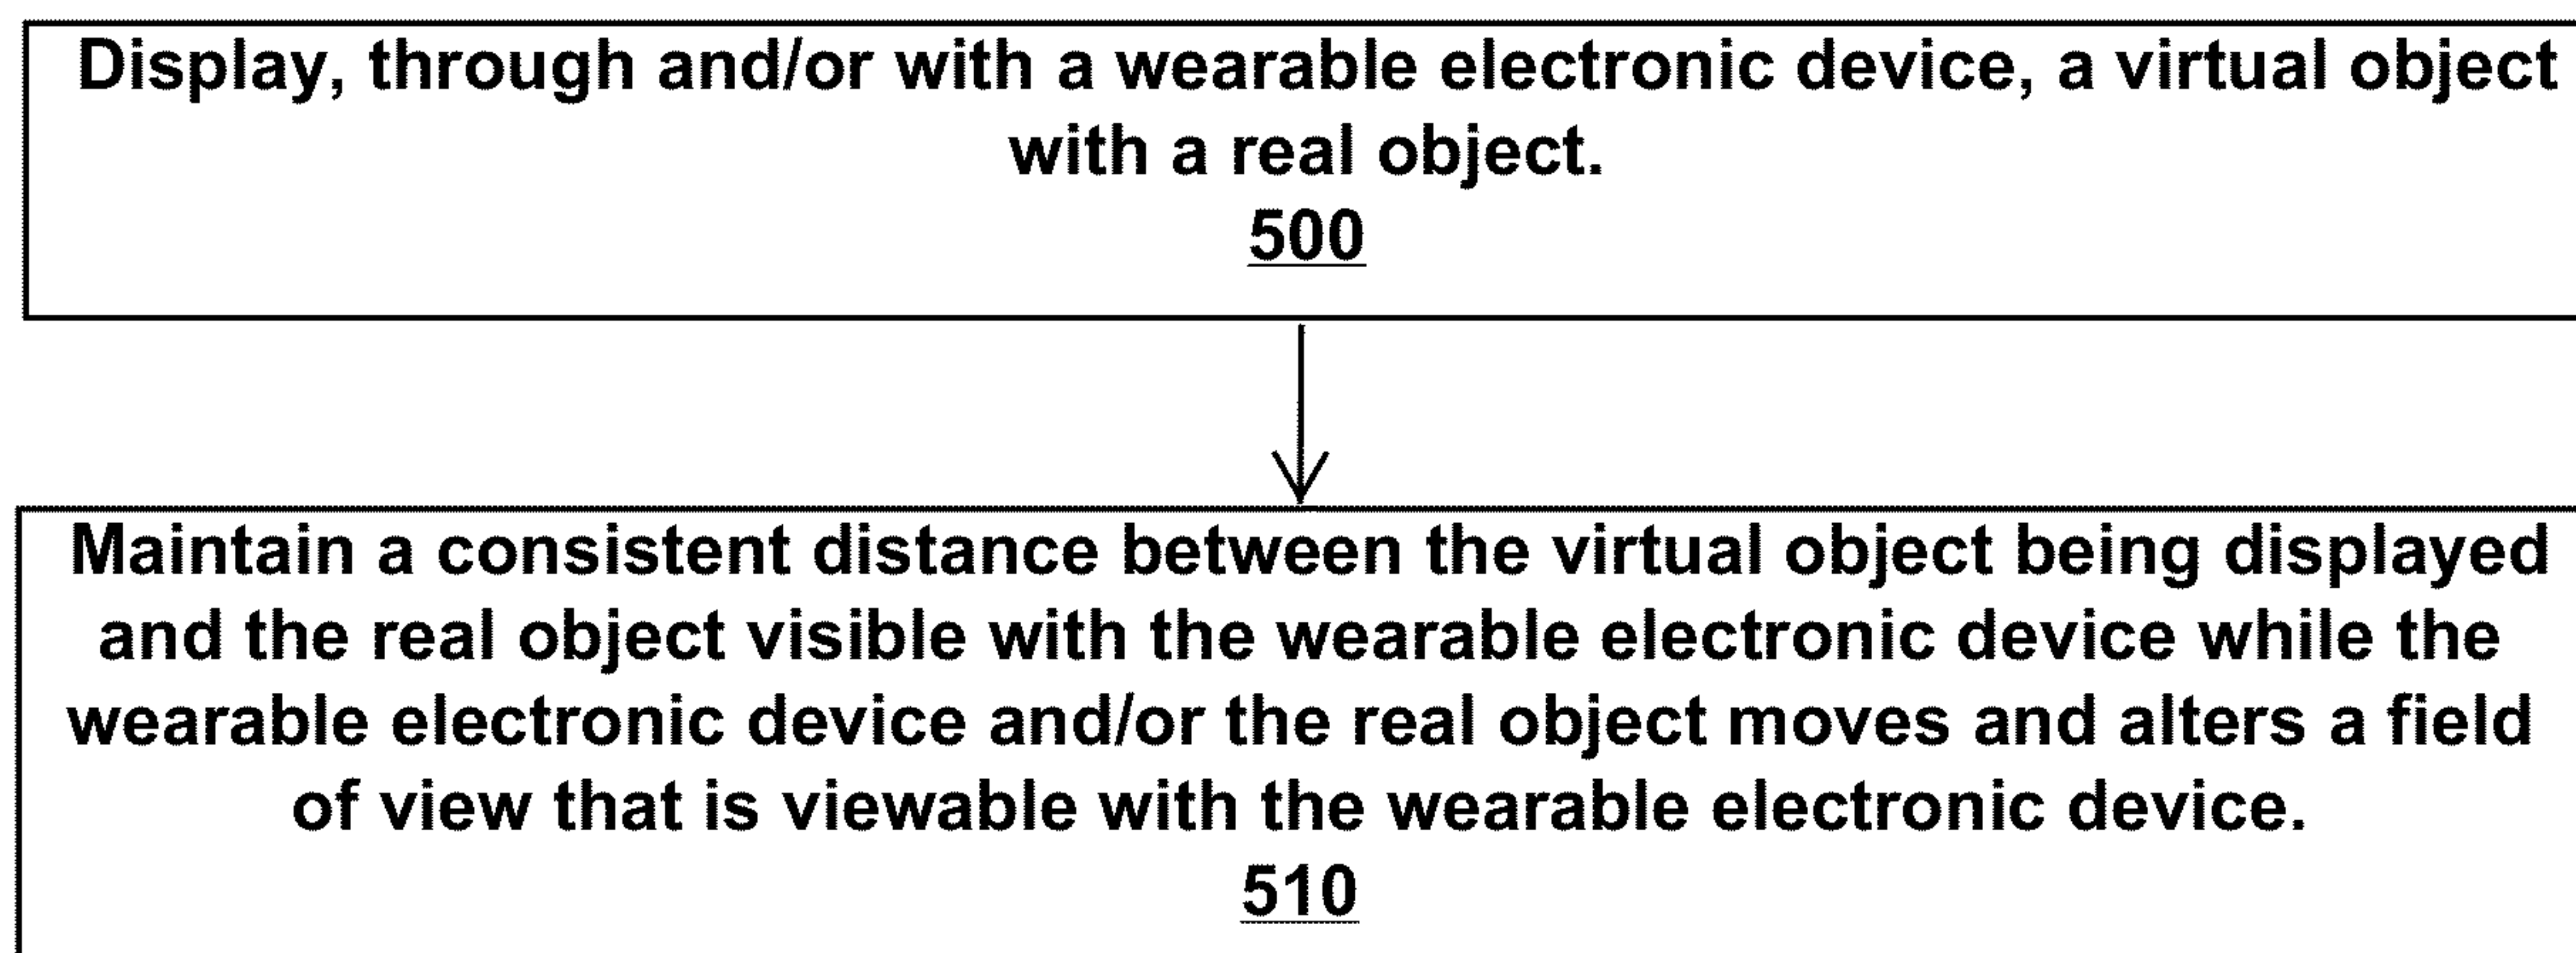 Display, through and/or with a wearable electronic device, a virtual object
with a real object.
500
Maintain a consistent distance between the virtual object being displayed
and the real object visible with the wearable electronic device while the
wearable electronic device and/or the real object moves and alters a field
of view that is viewable with the wearable electronic device.
510